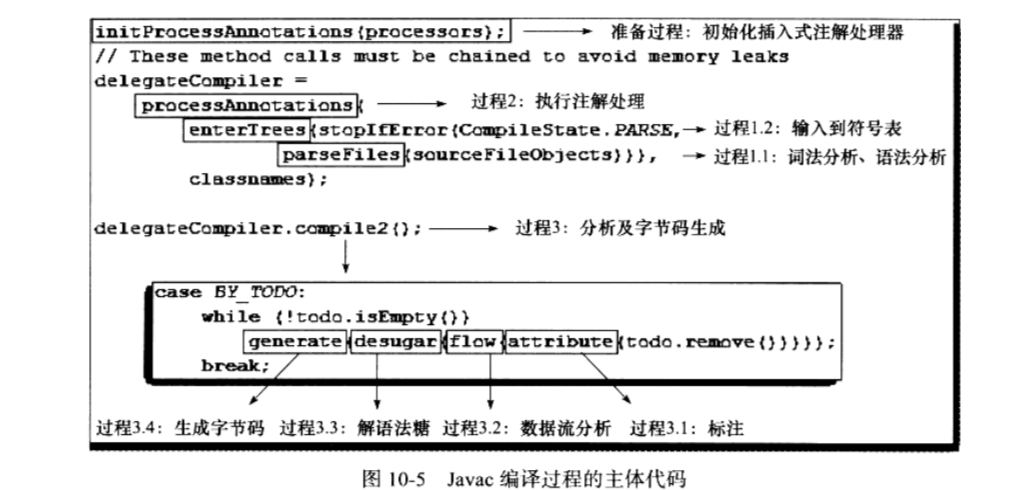 initProcessAnnotations(processors); 准备过程：初始化插入式注解处理器
// These method calls must be chained to avoid memory leaks
delegateCompiler =
processAnnotations( 过程2：执行注解处理
enterTrees(stopIfError(CompileState.PARSE, 过程1.2：输入到符号表
parseFiles(sourceFileObjects))), 过程1.1：词法分析、语法分析
classnames);
delegateCompiler.compile2(); 过程3：分析及字节码生成
case BY_TODO:
while (!todo.isEmpty())
generate(desugar(flow(attribute(todo.remove()))));
break;
过程3.4：生成字节码 过程3.3：解语法糖 过程3.2：数据流分析 过程3.1：标注
图 10-5 Javac 编译过程的主体代码